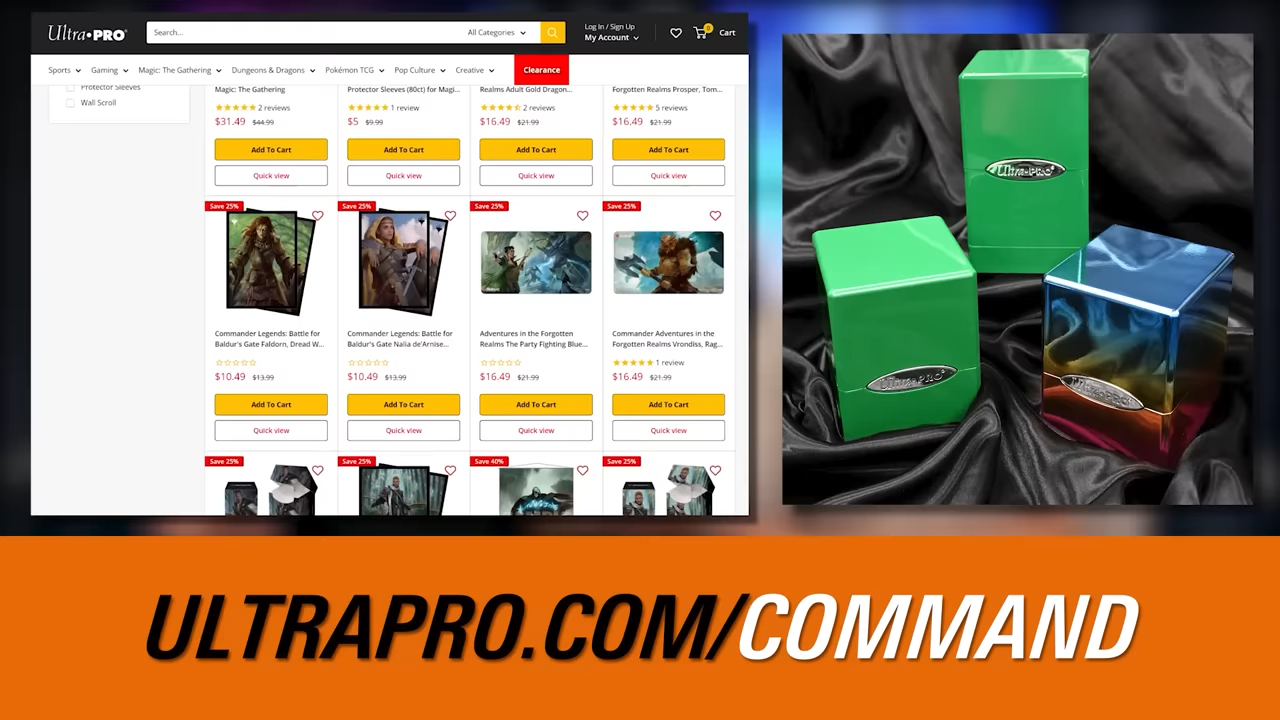 Ultra•PRO
Search...
All Categories
Log In / Sign Up
My Account
0
Cart
Sports
Gaming
Magic: The Gathering
Dungeons & Dragons
Pokémon TCG
Pop Culture
Creative
Clearance
Protector Sleeves
Wall Scroll
Magic: The Gathering
2 reviews
$31.49 $44.99
Add To Cart
Quick view
Protector Sleeves (80ct) for Magi...
1 review
$5 $9.99
Add To Cart
Quick view
Realms Adult Gold Dragon...
2 reviews
$16.49 $21.99
Add To Cart
Quick view
Forgotten Realms Prosper, Tom...
5 reviews
$16.49 $21.99
Add To Cart
Quick view
Save 25%
Commander Legends: Battle for
Baldur's Gate Faldorn, Dread W...
$10.49 $13.99
Add To Cart
Quick view
Save 25%
Commander Legends: Battle for
Baldur's Gate Nalia de'Arnise...
$10.49 $13.99
Add To Cart
Quick view
Save 25%
Adventures in the Forgotten
Realms The Party Fighting Blue...
$16.49 $21.99
Add To Cart
Quick view
Save 25%
Commander Adventures in the
Forgotten Realms Vrondiss, Rag...
1 review
$16.49 $21.99
Add To Cart
Quick view
Save 25%
Save 25%
Save 40%
Save 25%
Ultra•PRO®
Ultra•PRO®
Ultra•PRO®
ULTRAPRO.COM/COMMAND